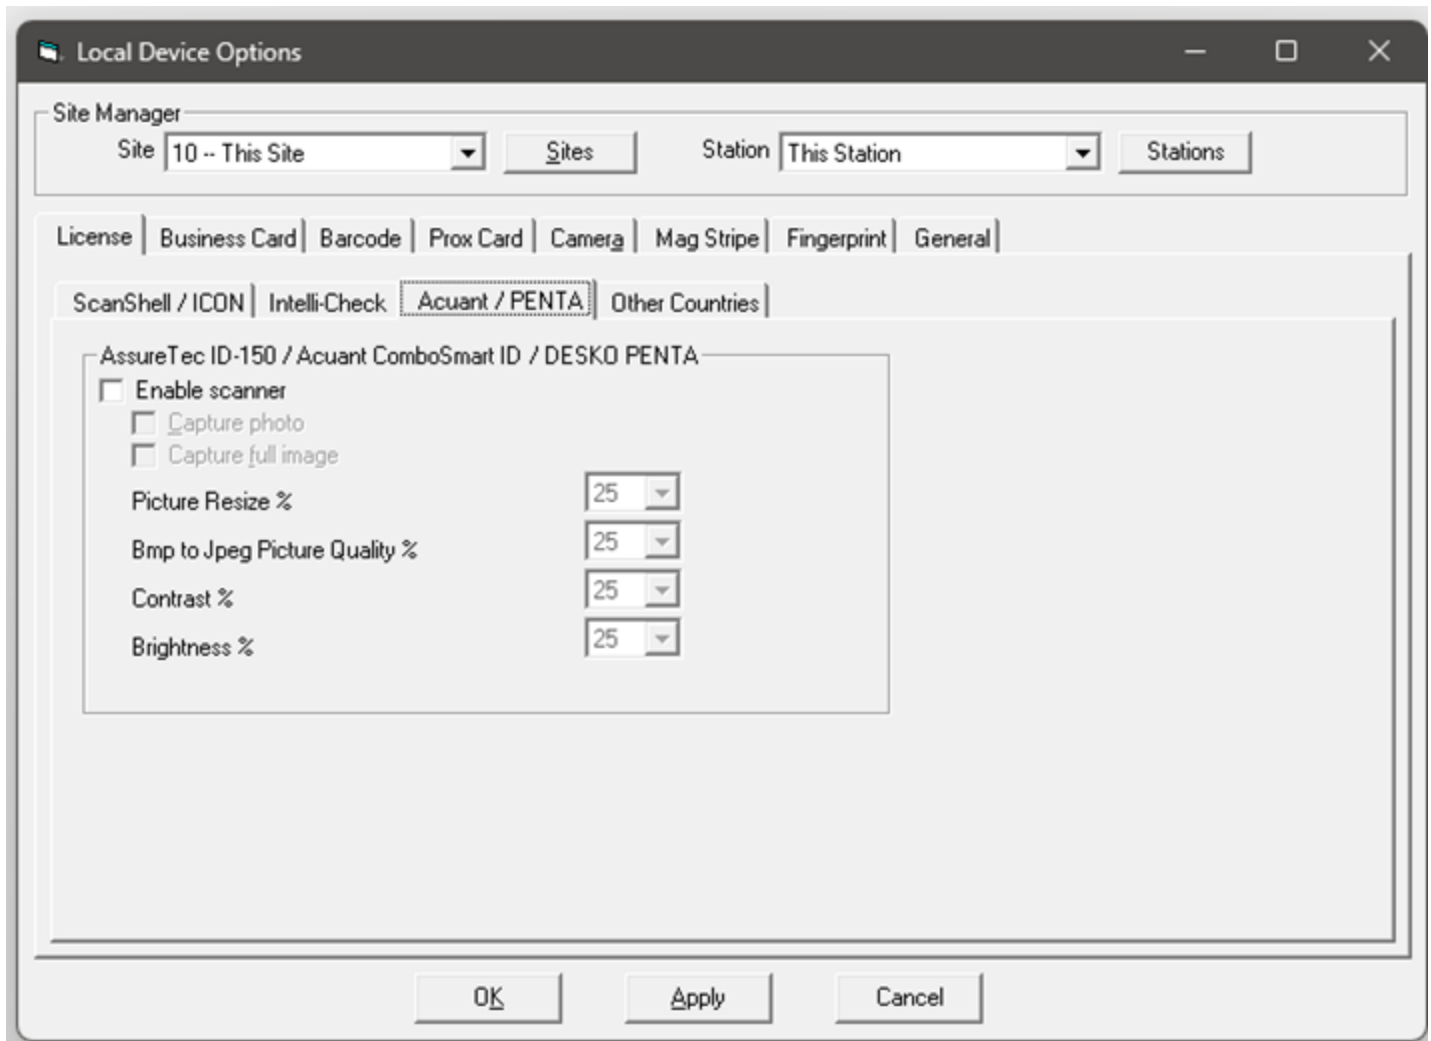 Local Device Options
Site Manager
Site 10 -- This Site Sites Station This Station Stations
License Business Card Barcode Prox Card Camera Mag Stripe Fingerprint General
ScanShell / ICON Intelli-Check Acuant / PENTA Other Countries
AssureTec ID-150 / Acuant ComboSmart ID / DESKO PENTA
Enable scanner
Capture photo
Capture full image
Picture Resize % 25
Bmp to Jpeg Picture Quality % 25
Contrast % 25
Brightness % 25
OK Apply Cancel